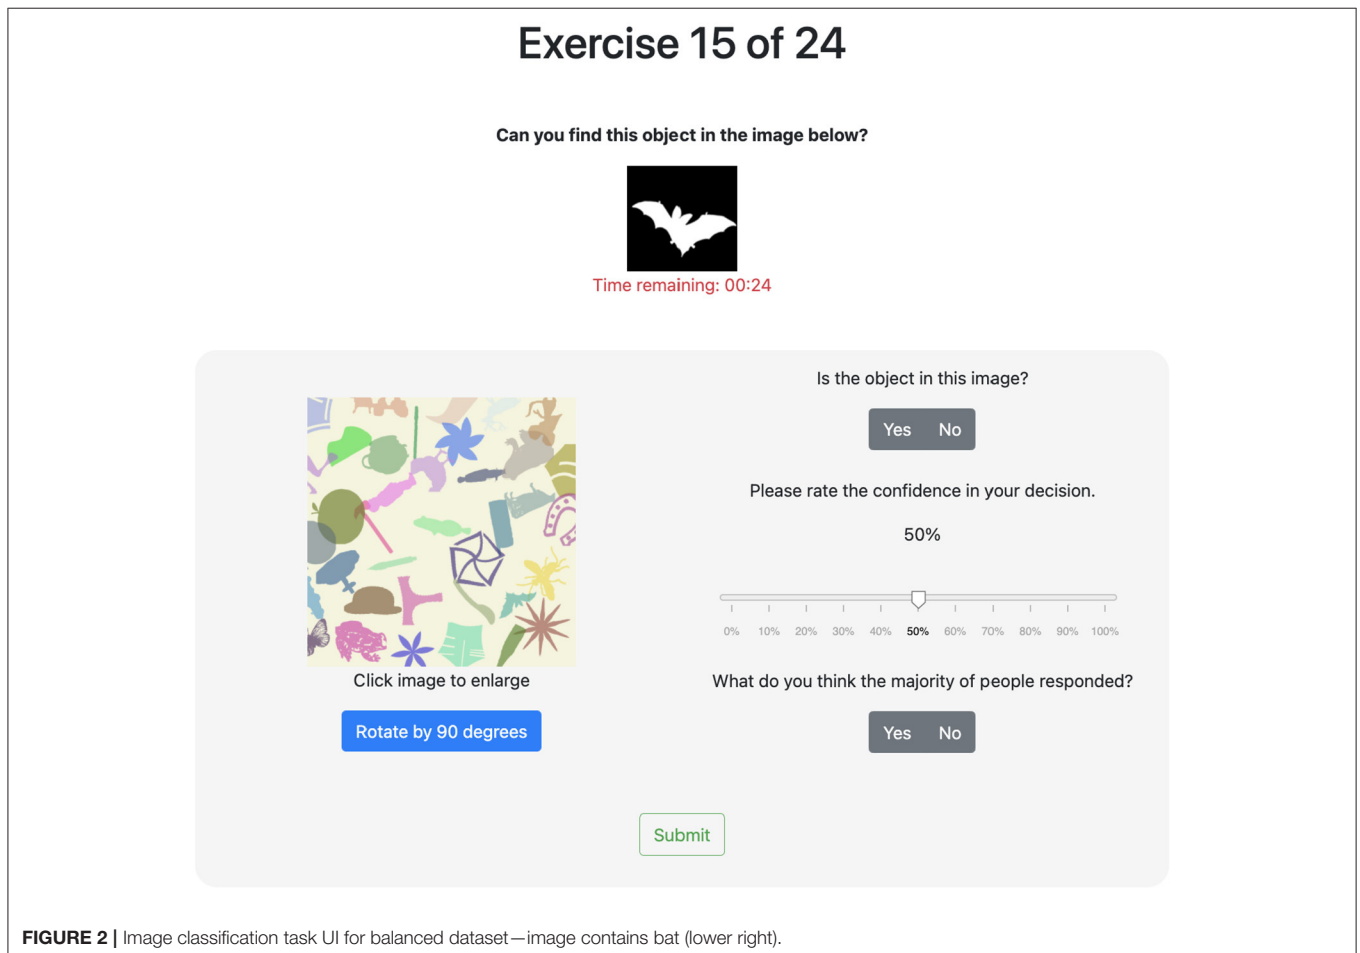 Exercise 15 of 24
Can you find this object in the image below?
Time remaining: 00:24
Is the object in this image?
Yes No
Please rate the confidence in your decision.
50%
0% 10% 20% 30% 40% 50% 60% 70% 80% 90% 100%
Click image to enlarge
What do you think the majority of people responded?
Rotate by 90 degrees
Yes No
Submit
FIGURE 2 | Image classification task UI for balanced dataset—image contains bat (lower right).